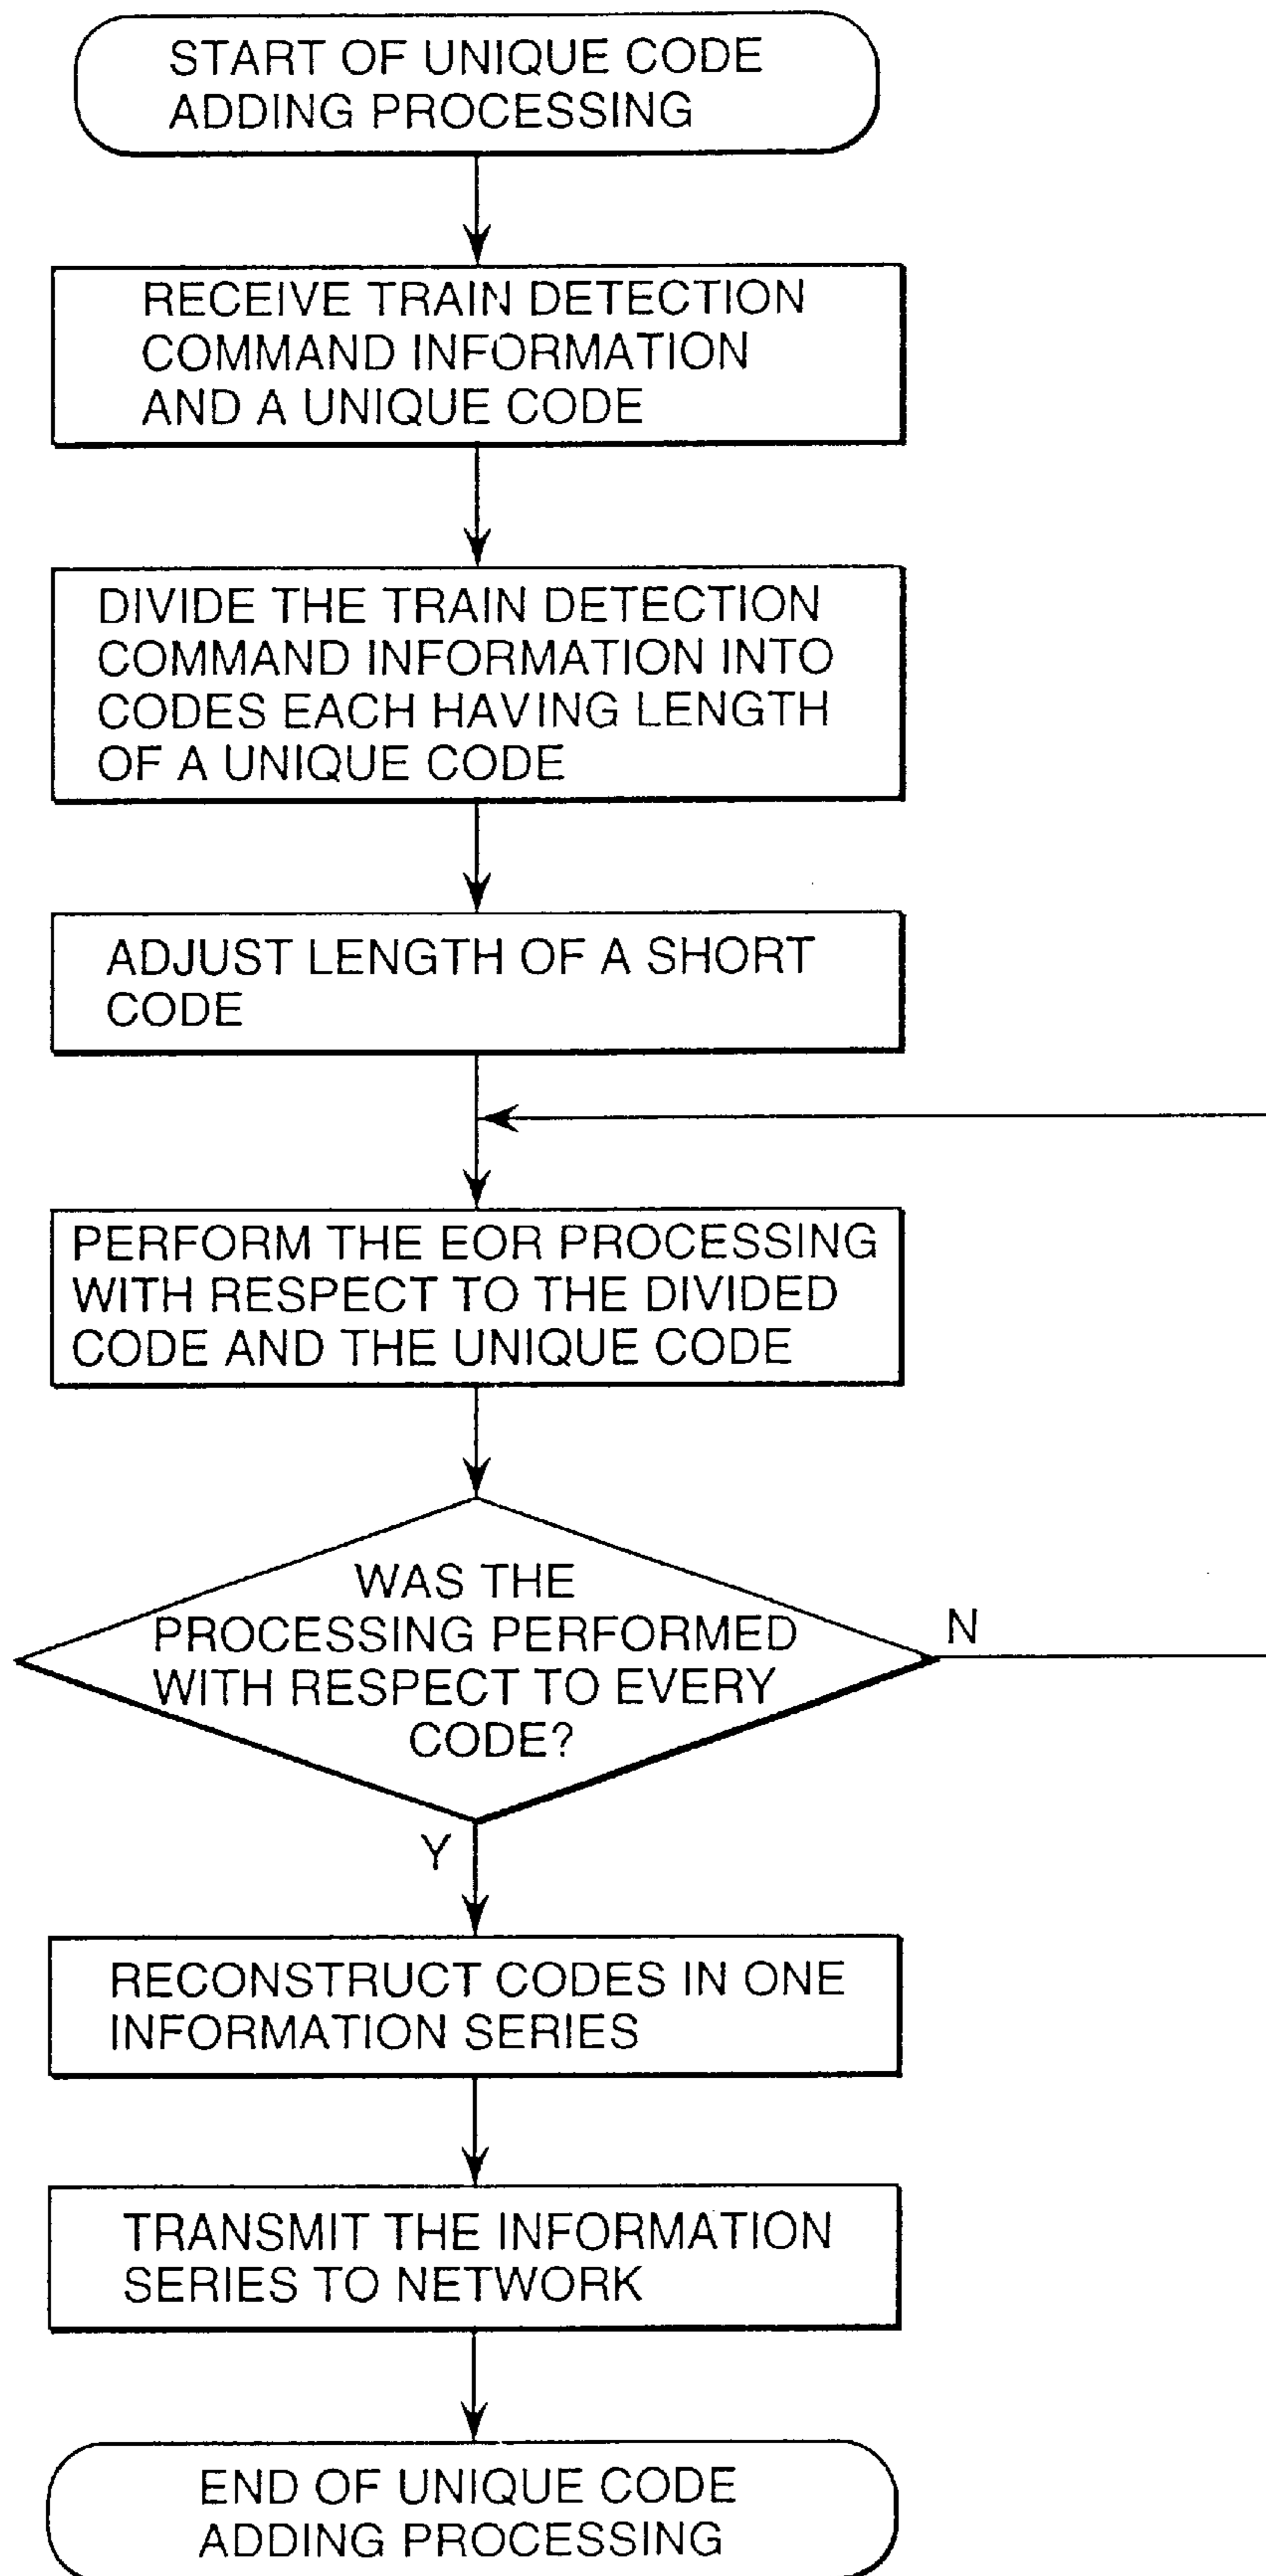 START OF UNIQUE CODE
ADDING PROCESSING
RECEIVE TRAIN DETECTION
COMMAND INFORMATION
AND A UNIQUE CODE
DIVIDE THE TRAIN DETECTION
COMMAND INFORMATION INTO
CODES EACH HAVING LENGTH
OF A UNIQUE CODE
ADJUST LENGTH OF A SHORT
CODE
PERFORM THE EOR PROCESSING
WITH RESPECT TO THE DIVIDED
CODE AND THE UNIQUE CODE
WAS THE
PROCESSING PERFORMED
WITH RESPECT TO EVERY
CODE?
N
Y
RECONSTRUCT CODES IN ONE
INFORMATION SERIES
TRANSMIT THE INFORMATION
SERIES TO NETWORK
END OF UNIQUE CODE
ADDING PROCESSING